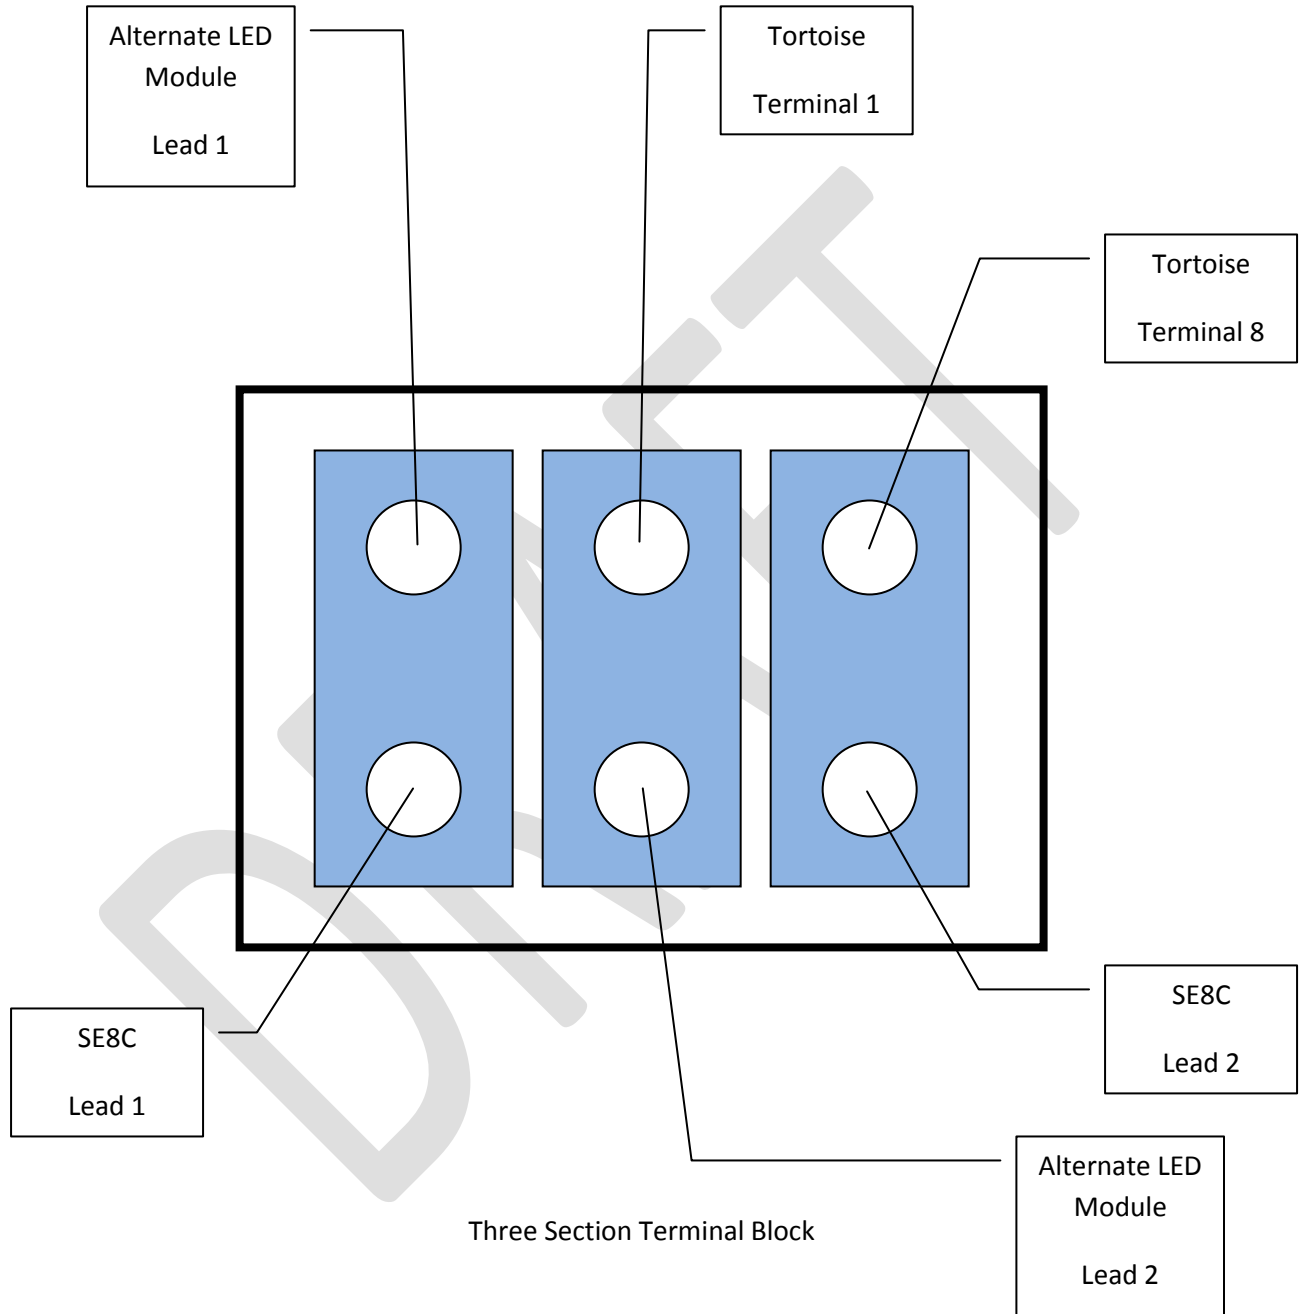 Alternate LED
Module
Lead 1
Tortoise
Terminal 1
Tortoise
Terminal 8
DRAFT
SE8C
Lead 1
SE8C
Lead 2
Alternate LED
Module
Lead 2
Three Section Terminal Block